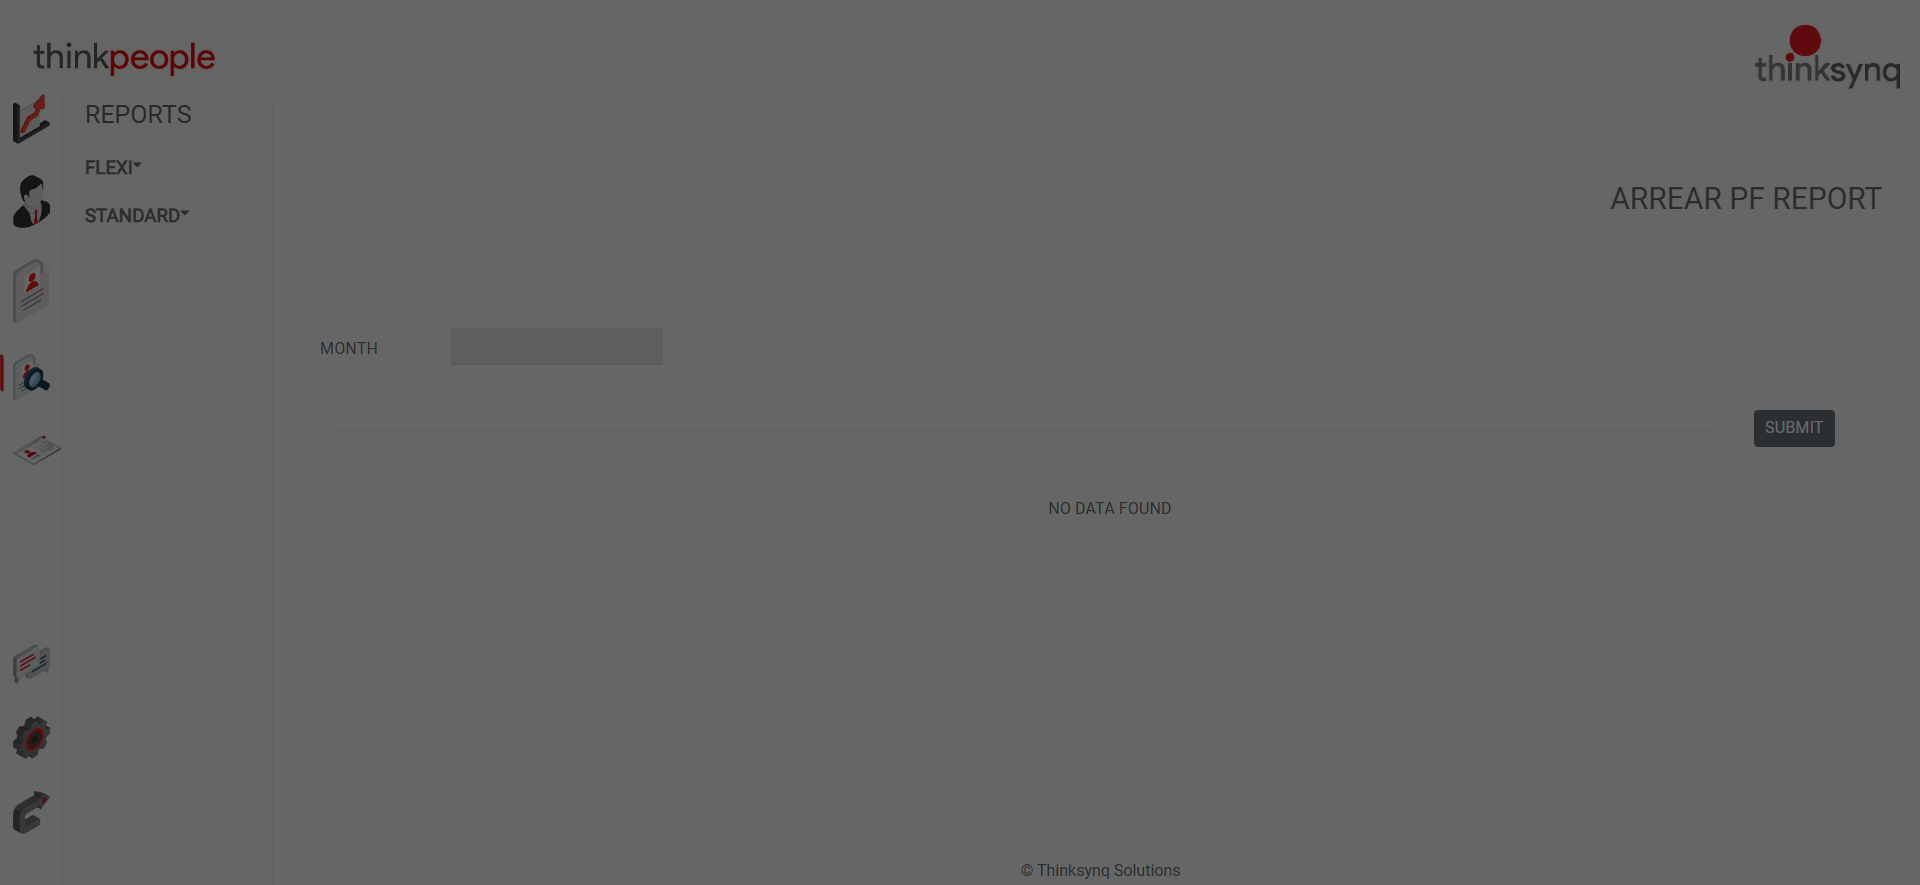 thinkpeople
thinksynq
REPORTS
FLEXI
STANDARD
ARREAR PF REPORT
MONTH
SUBMIT
NO DATA FOUND
© Thinksynq Solutions